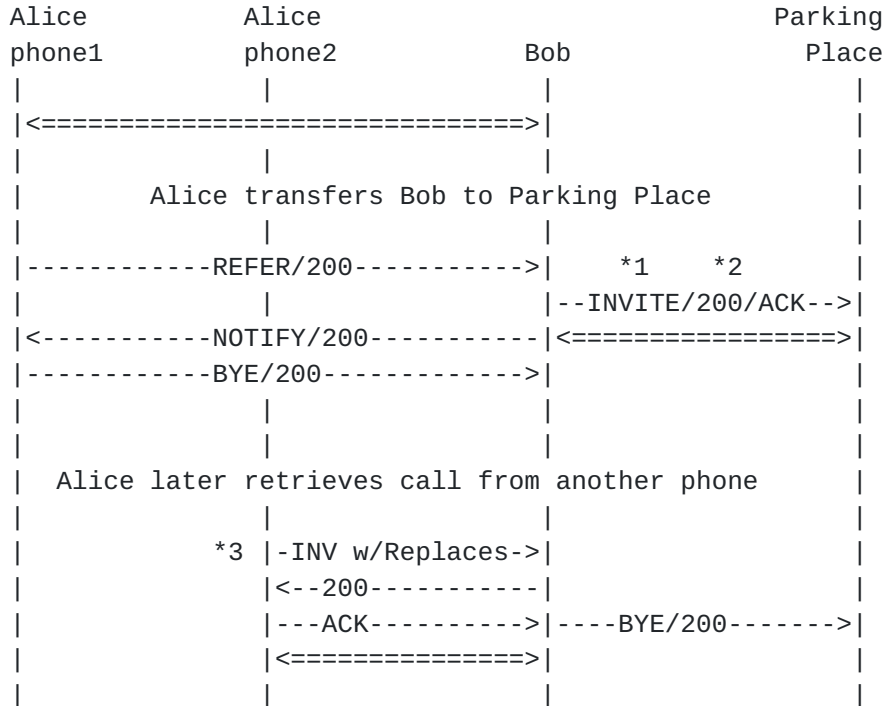 Alice          Alice                             Parking
phone1         phone2            Bob               Place
|               |                 |                   |
|<===============================>|                   |
|               |                 |                   |
|        Alice transfers Bob to Parking Place         |
|               |                 |                   |
|------------REFER/200----------->|    *1    *2       |
|               |                 |--INVITE/200/ACK-->|
|<-----------NOTIFY/200-----------|<=================>|
|------------BYE/200------------->|                   |
|               |                 |                   |
|               |                 |                   |
|  Alice later retrieves call from another phone      |
|               |                 |                   |
|            *3 |-INV w/Replaces->|                   |
|               |<--200-----------|                   |
|               |---ACK---------->|----BYE/200------->|
|               |<===============>|                   |
|               |                 |                   |